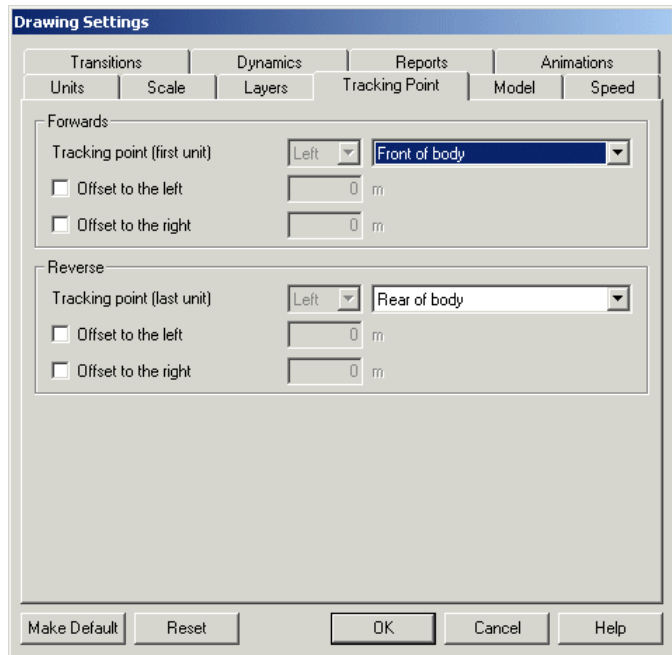 Drawing Settings
Transitions Dynamics Reports Animations
Units Scale Layers Tracking Point Model Speed
Forwards
Tracking point (first unit) Left Front of body
Offset to the left 0 m
Offset to the right 0 m
Reverse
Tracking point (last unit) Left Rear of body
Offset to the left 0 m
Offset to the right 0 m
Make Default Reset OK Cancel Help